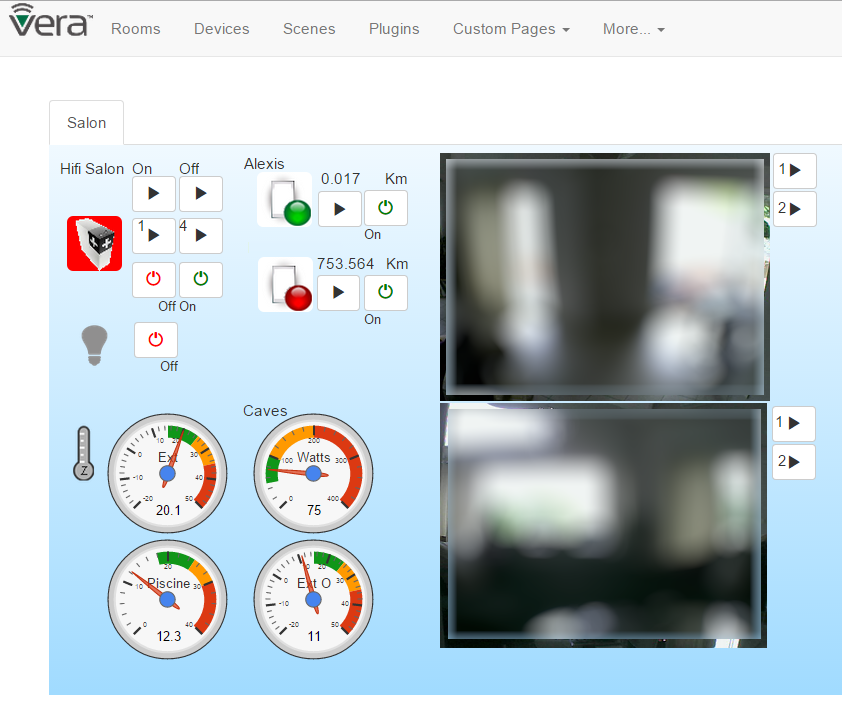 vera™ Rooms Devices Scenes Plugins Custom Pages More...
Salon
Hifi Salon On Off
1 4
Off On
Off
Alexis
0.017 Km
On
753.564 Km
On
1
2
1
2
Z
-20 -10 0 10 20 30 40 50
Ext
20.1
Caves
0 100 200 300 400
Watts
75
0 10 20 30 40
Piscine
12.3
-20 -10 0 10 20 30 40 50
Ext O
11